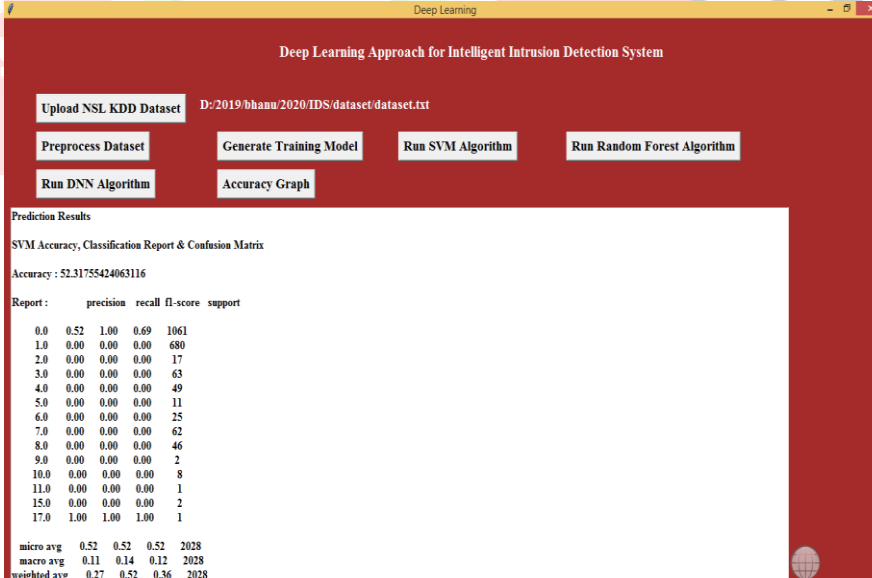 Deep Learning
Deep Learning Approach for Intelligent Intrusion Detection System
Upload NSL KDD Dataset D:/2019/bhanu/2020/IDS/dataset/dataset.txt
Preprocess Dataset Generate Training Model Run SVM Algorithm Run Random Forest Algorithm
Run DNN Algorithm Accuracy Graph
Prediction Results
SVM Accuracy, Classification Report & Confusion Matrix
Accuracy : 52.31755424063116
Report : precision recall f1-score support
0.0 0.52 1.00 0.69 1061
1.0 0.00 0.00 0.00 680
2.0 0.00 0.00 0.00 17
3.0 0.00 0.00 0.00 63
4.0 0.00 0.00 0.00 49
5.0 0.00 0.00 0.00 11
6.0 0.00 0.00 0.00 25
7.0 0.00 0.00 0.00 62
8.0 0.00 0.00 0.00 46
9.0 0.00 0.00 0.00 2
10.0 0.00 0.00 0.00 8
11.0 0.00 0.00 0.00 1
15.0 0.00 0.00 0.00 2
17.0 1.00 1.00 1.00 1
micro avg 0.52 0.52 0.52 2028
macro avg 0.11 0.14 0.12 2028
weighted avg 0.27 0.52 0.36 2028